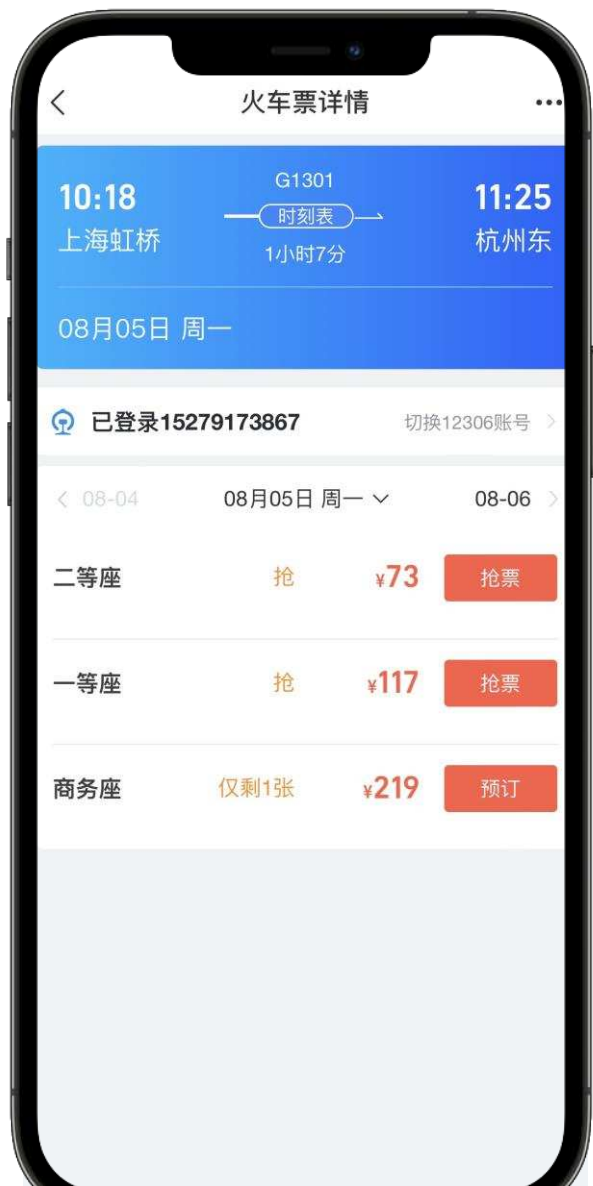 火车票详情
10:18 G1301 11:25
上海虹桥 时刻表 杭州东
1小时7分
08月05日 周一
已登录15279173867 切换12306账号
08-04 08月05日 周一 08-06
二等座 抢 ¥73 抢票
一等座 抢 ¥117 抢票
商务座 仅剩1张 ¥219 预订